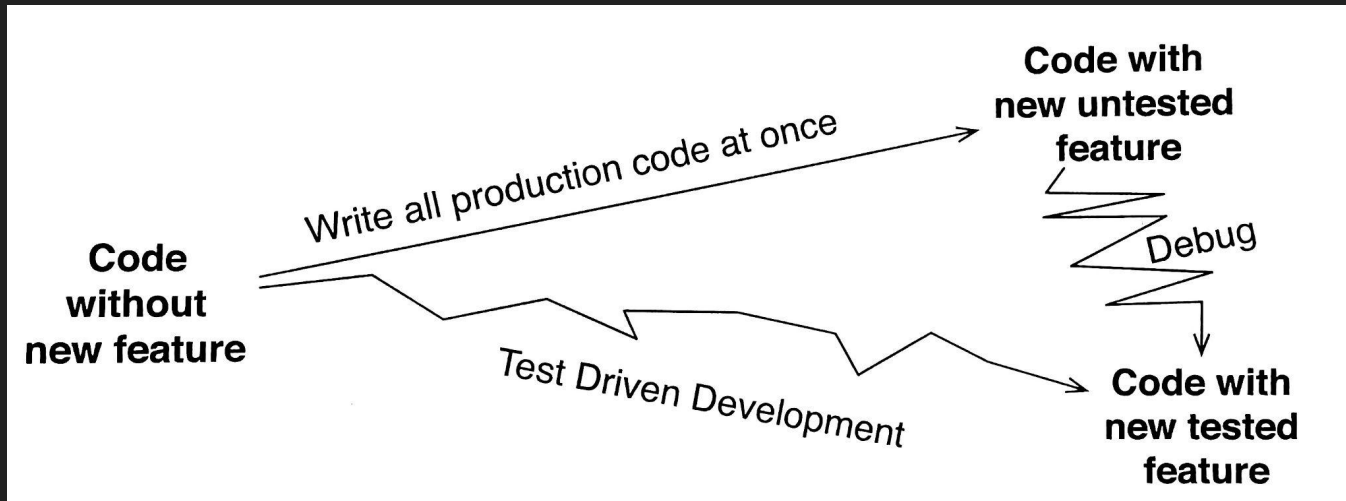 Code
without
new feature
Write all production code at once
Code with
new untested
feature
Debug
Test Driven Development
Code with
new tested
feature